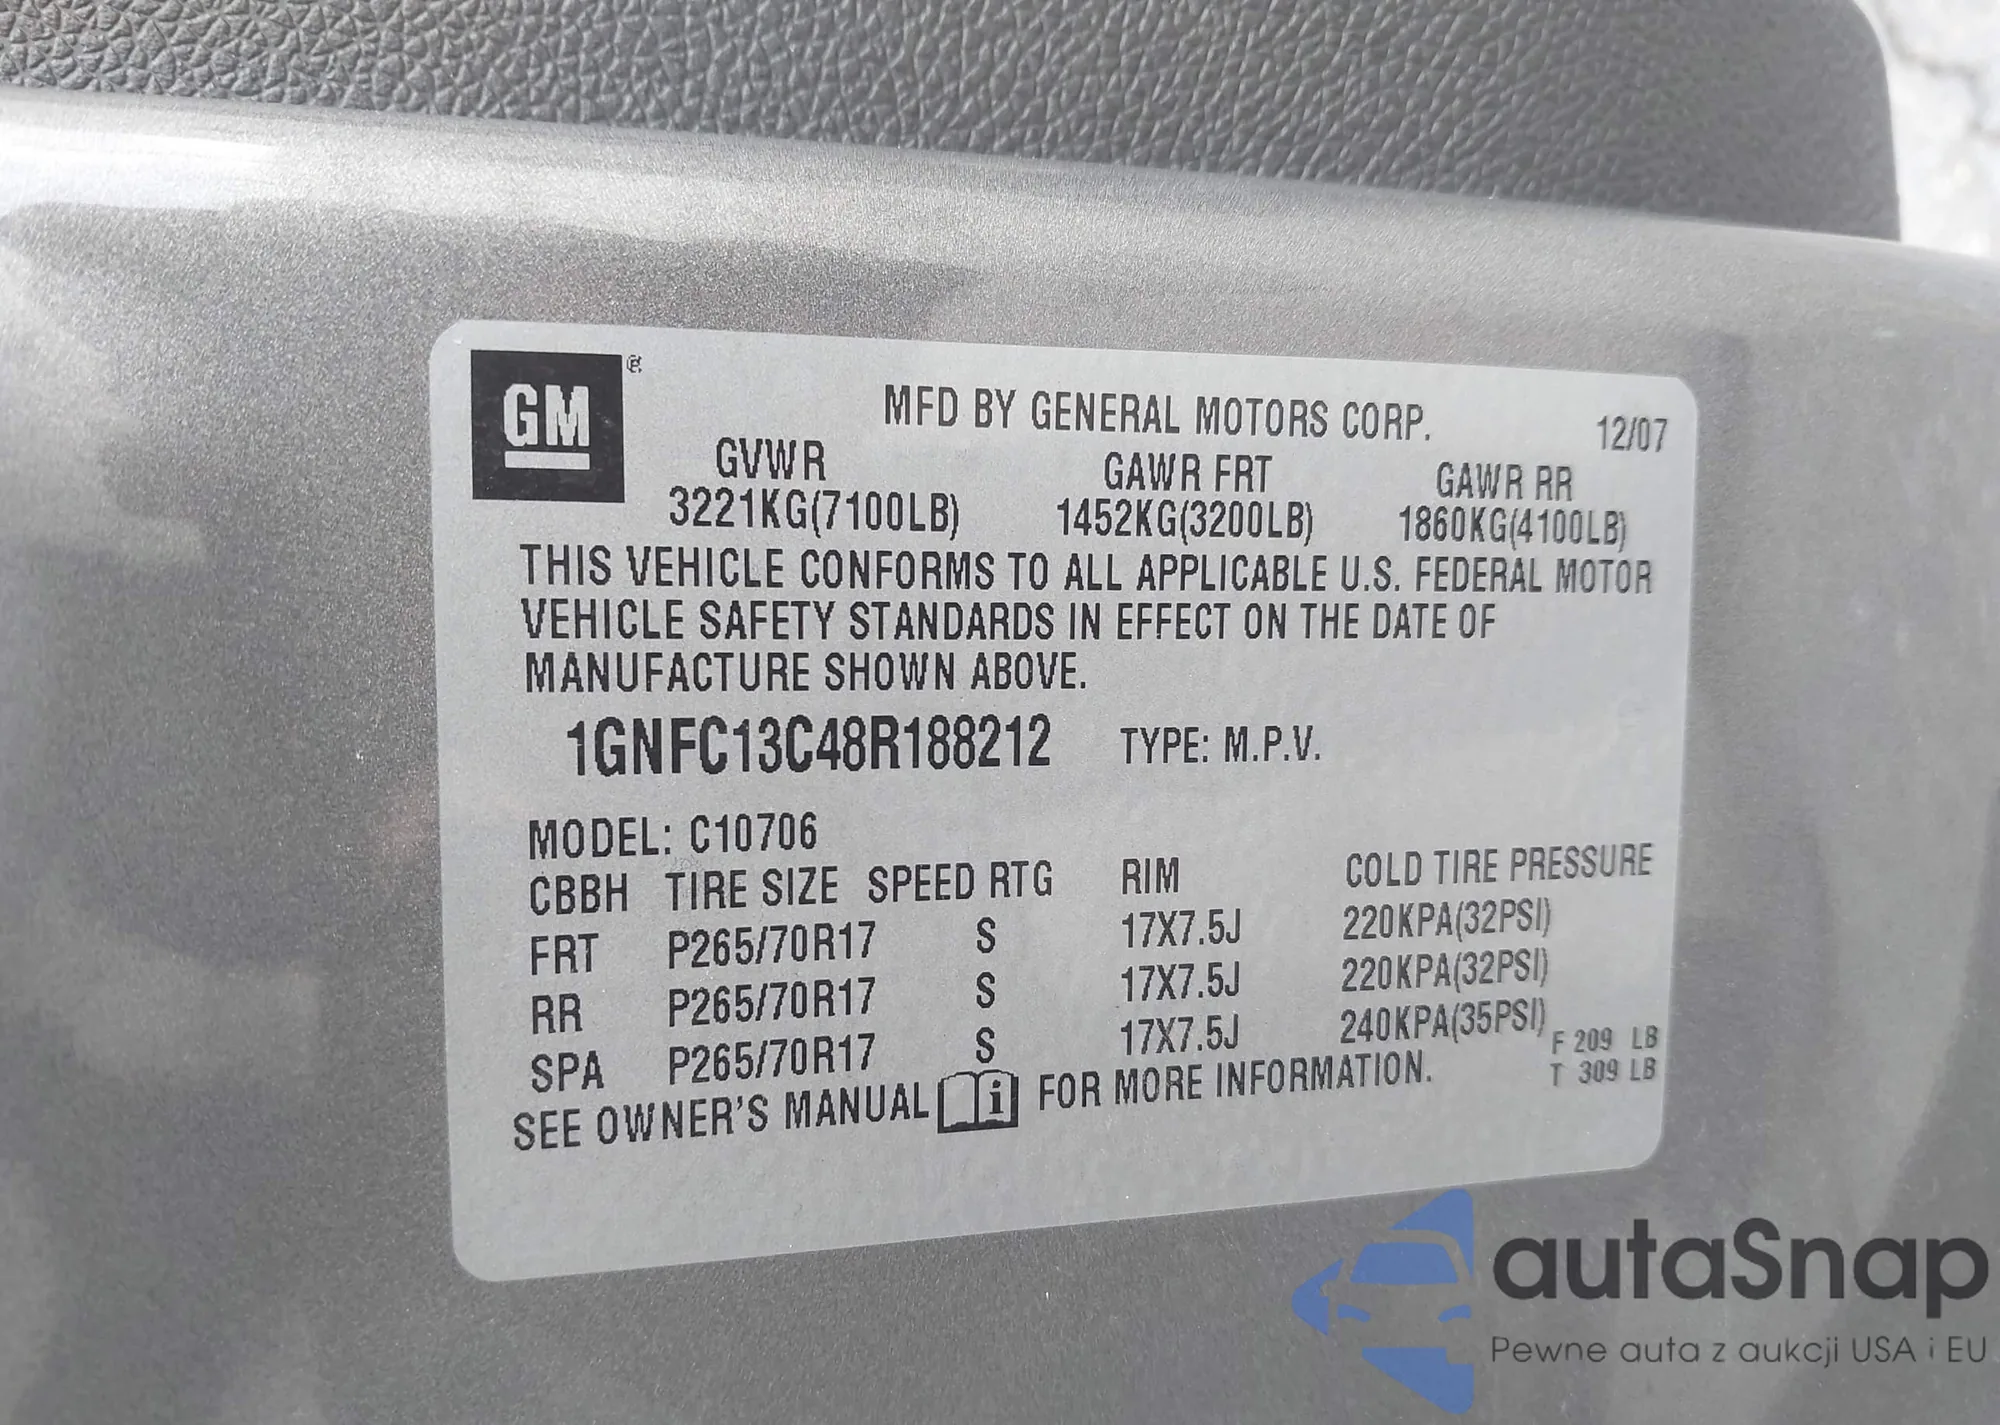 GM ®
MFD BY GENERAL MOTORS CORP. 12/07
GVWR GAWR FRT GAWR RR
3221KG(7100LB) 1452KG(3200LB) 1860KG(4100LB)
THIS VEHICLE CONFORMS TO ALL APPLICABLE U.S. FEDERAL MOTOR
VEHICLE SAFETY STANDARDS IN EFFECT ON THE DATE OF
MANUFACTURE SHOWN ABOVE.
1GNFC13C48R188212 TYPE: M.P.V.
MODEL: C10706
CBBH TIRE SIZE SPEED RTG RIM COLD TIRE PRESSURE
FRT P265/70R17 S 17X7.5J 220KPA(32PSI)
RR P265/70R17 S 17X7.5J 220KPA(32PSI)
SPA P265/70R17 S 17X7.5J 240KPA(35PSI)
F 209 LB
T 309 LB
SEE OWNER'S MANUAL i FOR MORE INFORMATION.
autaSnap
Pewne auta z aukcji USA i EU